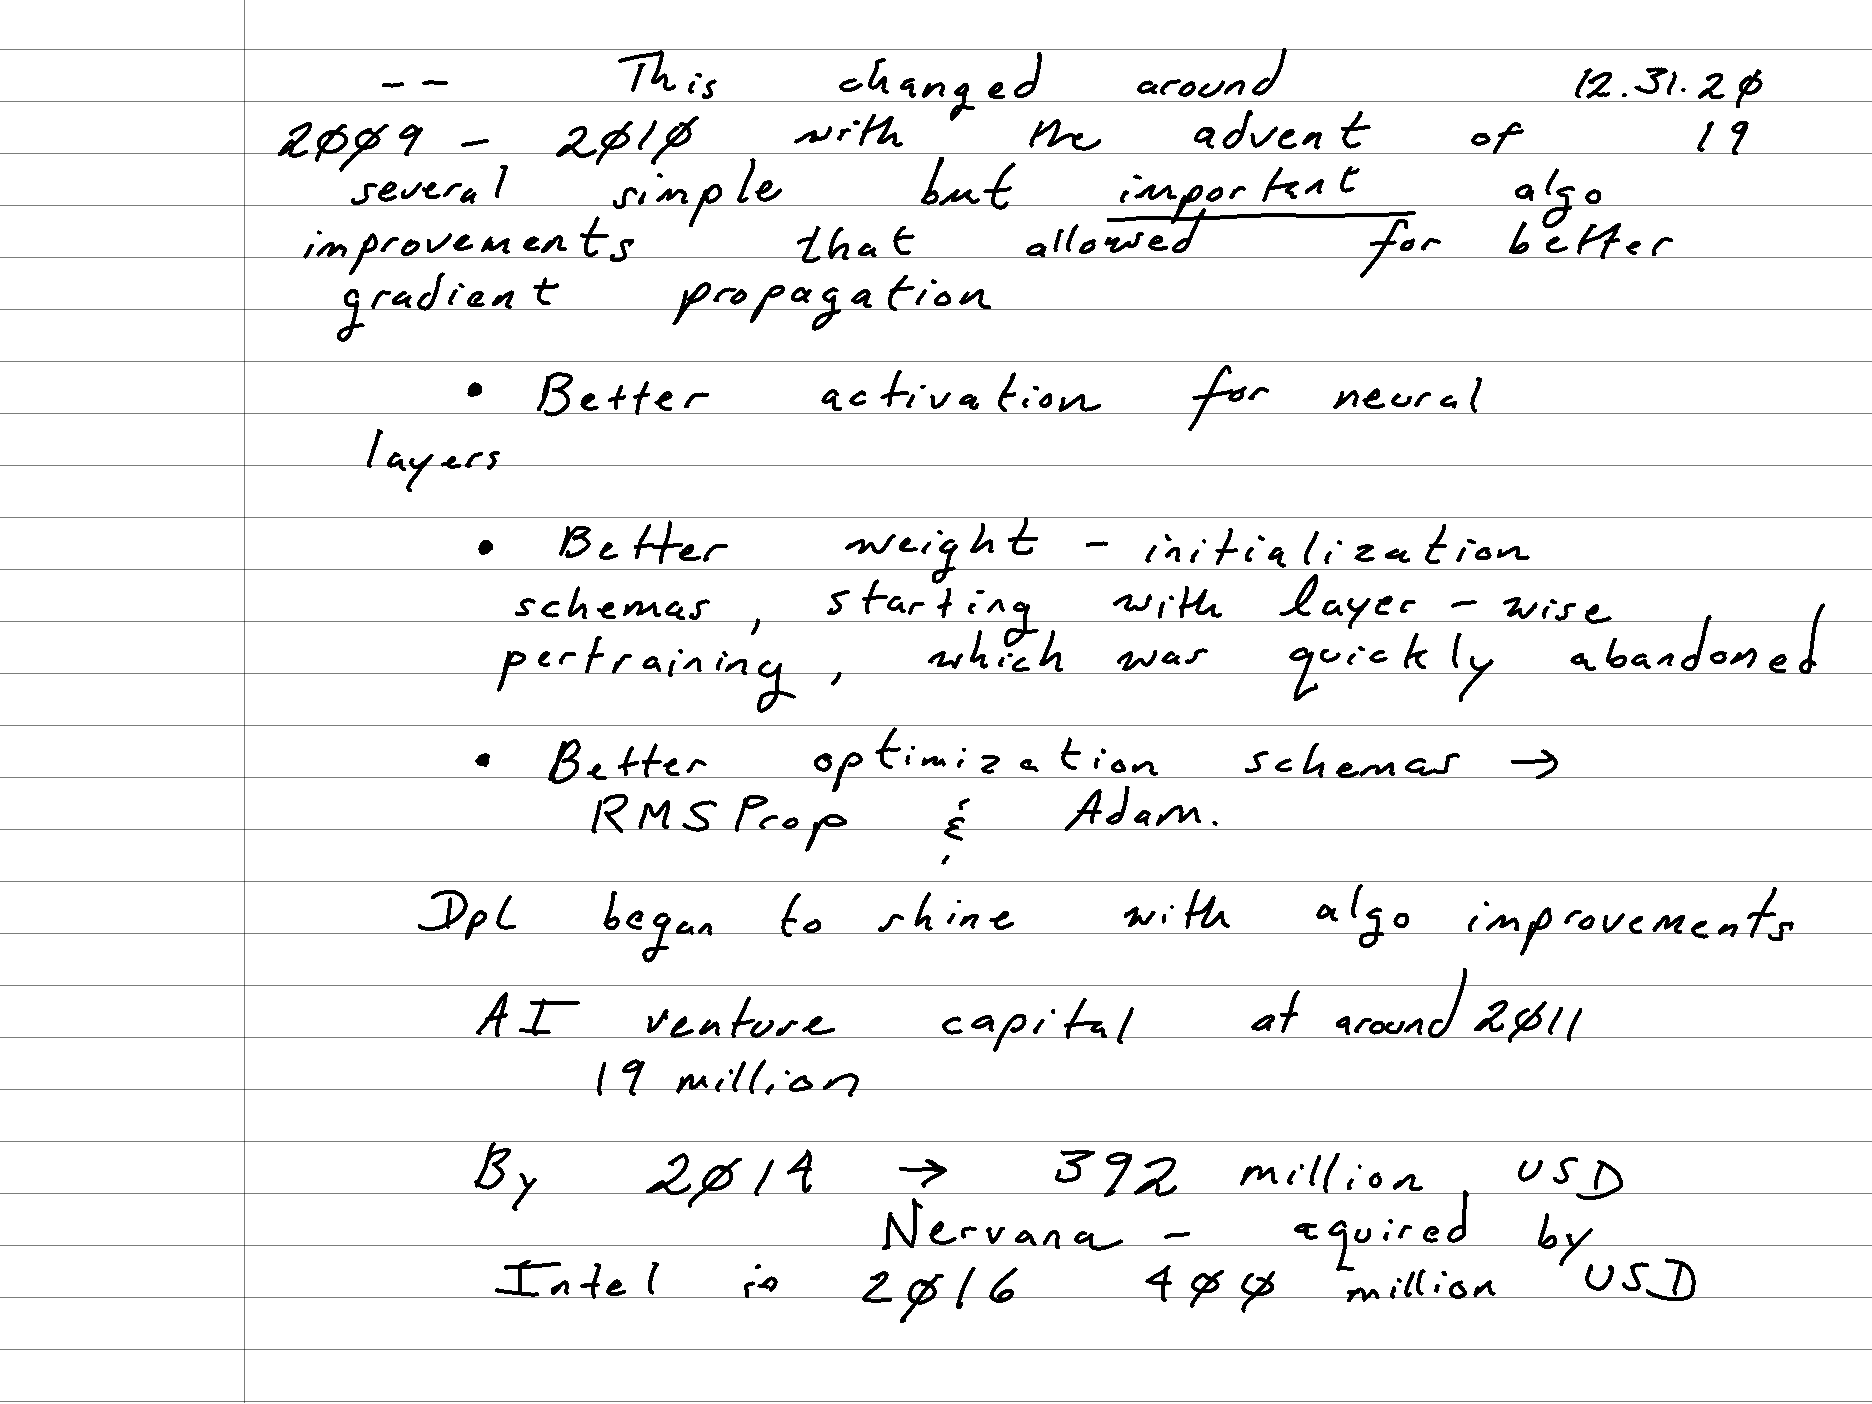 -- This changed around 12.31.20
2009 - 2010 with the advent of 19
several simple but important algo
improvements that allowed for better
gradient propagation
• Better activation for neural
layers
• Better weight - initialization
schemas, starting with layer - wise
pertraining, which was quickly abandoned
• Better optimization schemas →
RMSProp & Adam.
DpL began to shine with algo improvements
AI venture capital at around 2011
19 million
By 2014 → 392 million USD
Nervana - aquired by
Intel in 2016 400 million USD